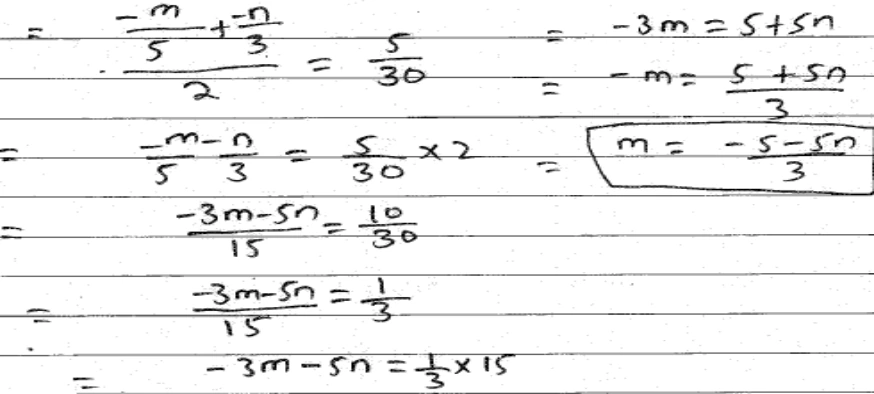 = (-m/5 + -n/3)/2 = 5/30
= -m/5 - n/3 = 5/30 × 2
= (-3m-5n)/15 = 10/30
= (-3m-5n)/15 = 1/3
= -3m-5n = 1/3 × 15
= -3m = 5+5n
= -m = (5+5n)/3
= m = (-5-5n)/3